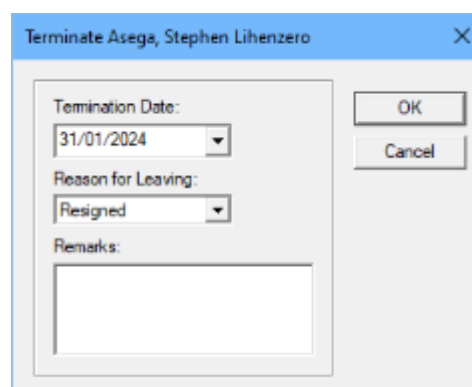 Terminate Asega, Stephen Lihenzero
Termination Date:
31/01/2024
OK
Cancel
Reason for Leaving:
Resigned
Remarks: